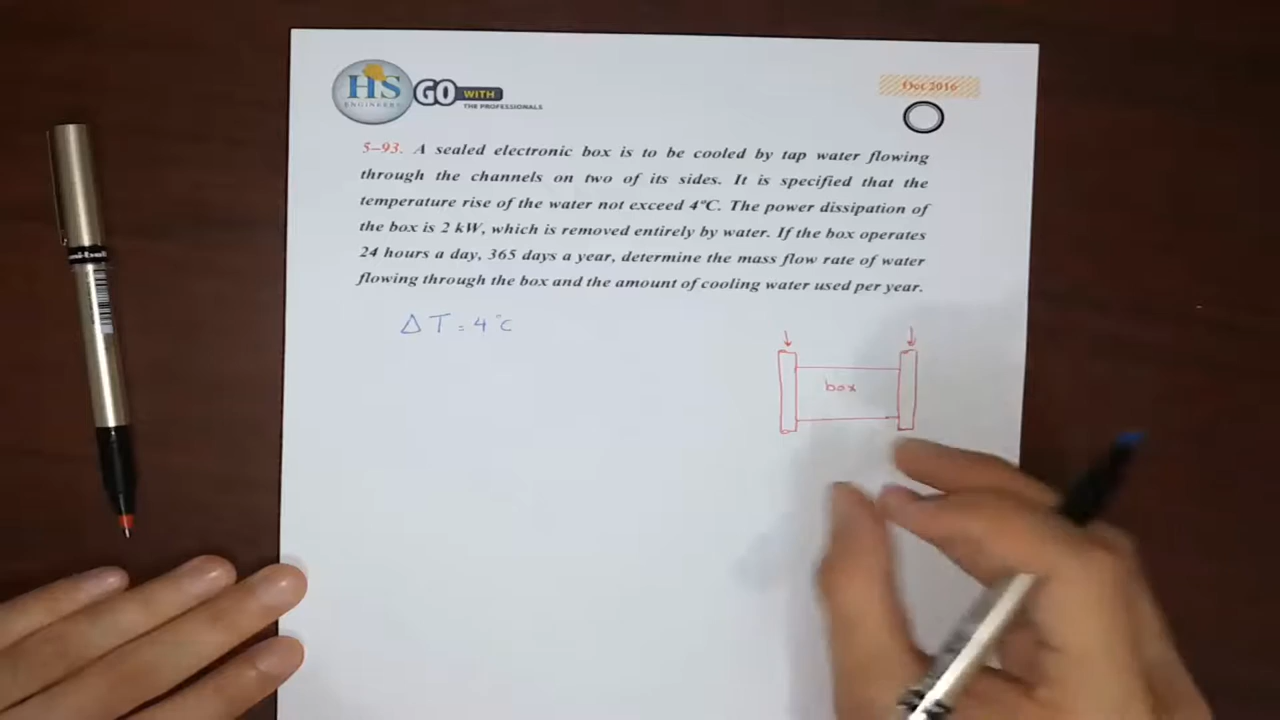 HS
ENGINEERS
GO WITH
THE PROFESSIONALS
Oct 2016
5–93. A sealed electronic box is to be cooled by tap water flowing
through the channels on two of its sides. It is specified that the
temperature rise of the water not exceed 4°C. The power dissipation of
the box is 2 kW, which is removed entirely by water. If the box operates
24 hours a day, 365 days a year, determine the mass flow rate of water
flowing through the box and the amount of cooling water used per year.
Δ T = 4 °C
box
uni-ball